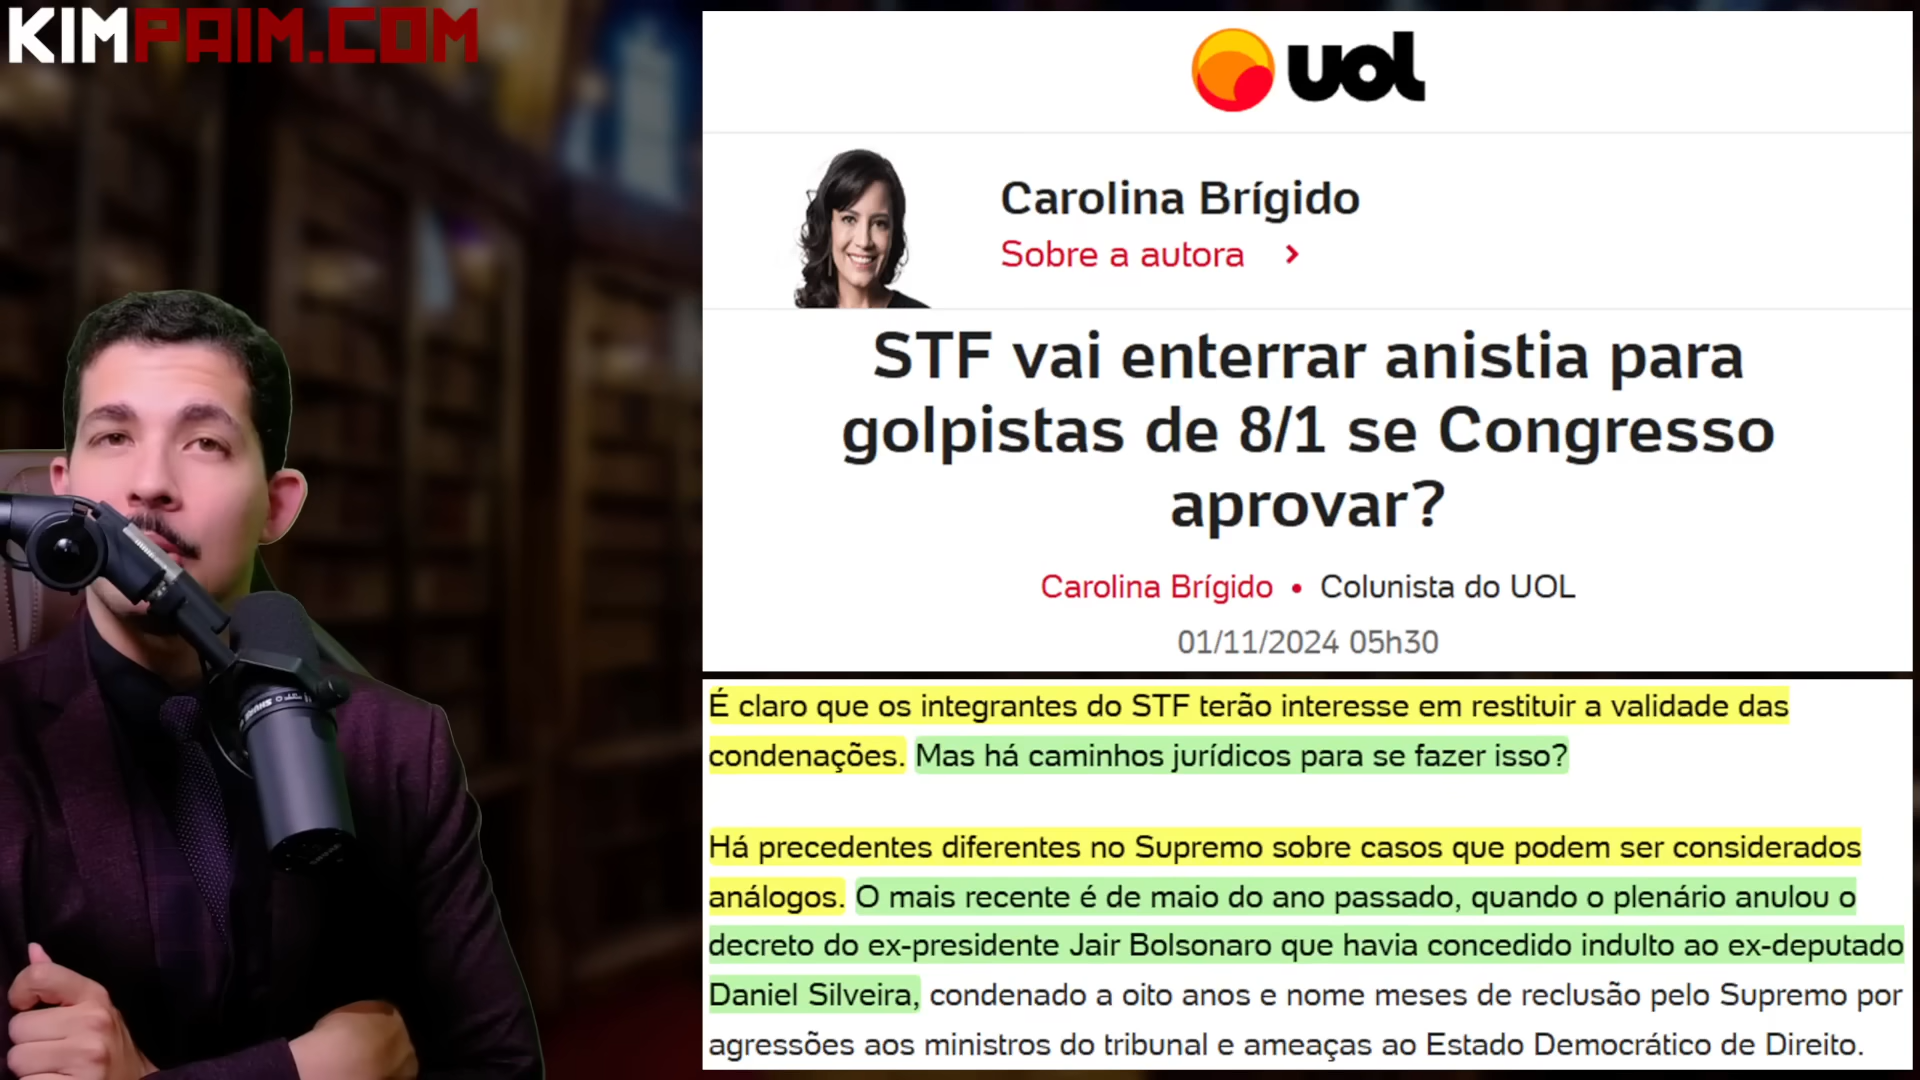 KIMPAIM.COM
uol
Carolina Brígido
Sobre a autora >
STF vai enterrar anistia para
golpistas de 8/1 se Congresso
aprovar?
Carolina Brígido • Colunista do UOL
01/11/2024 05h30
É claro que os integrantes do STF terão interesse em restituir a validade das
condenações. Mas há caminhos jurídicos para se fazer isso?
Há precedentes diferentes no Supremo sobre casos que podem ser considerados
análogos. O mais recente é de maio do ano passado, quando o plenário anulou o
decreto do ex-presidente Jair Bolsonaro que havia concedido indulto ao ex-deputado
Daniel Silveira, condenado a oito anos e nome meses de reclusão pelo Supremo por
agressões aos ministros do tribunal e ameaças ao Estado Democrático de Direito.